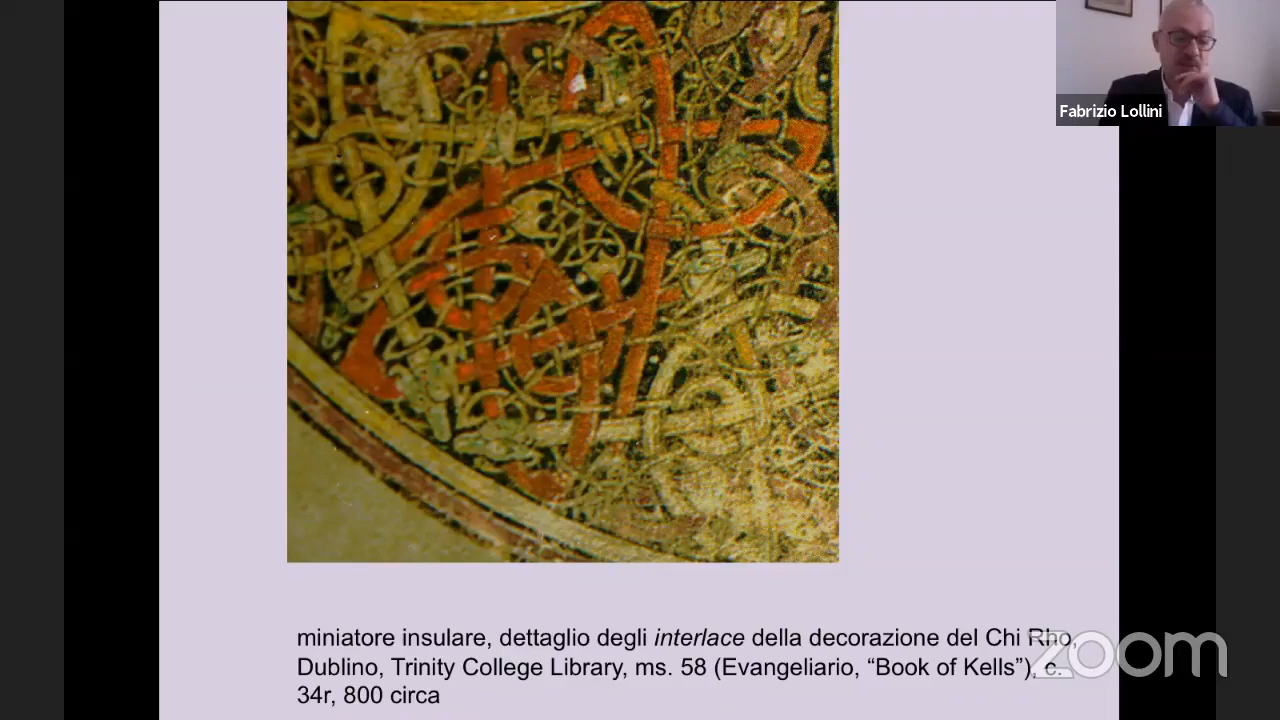 Fabrizio Lollini
miniatore insulare, dettaglio degli interlace della decorazione del Chi Rho,
Dublino, Trinity College Library, ms. 58 (Evangeliario, “Book of Kells”), c.
34r, 800 circa
zoom